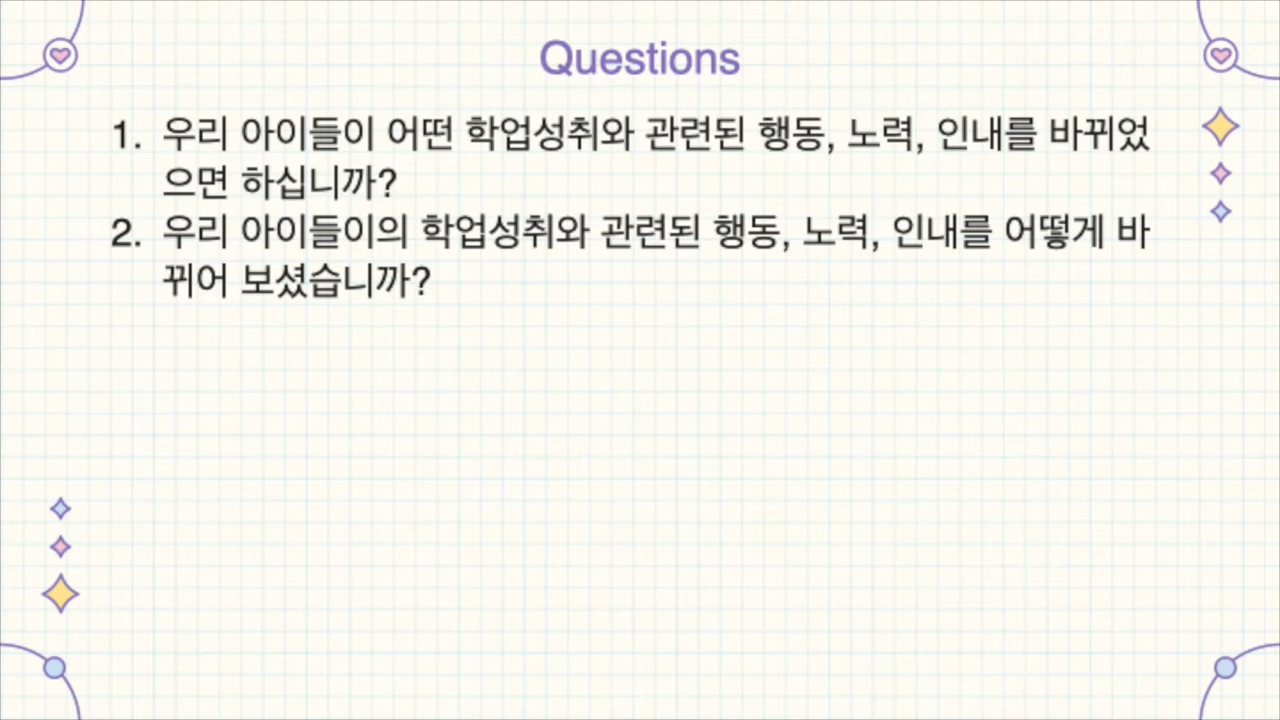 Questions
1. 우리 아이들이 어떤 학업성취와 관련된 행동, 노력, 인내를 바뀌었
으면 하십니까?
2. 우리 아이들이의 학업성취와 관련된 행동, 노력, 인내를 어떻게 바
뀌어 보셨습니까?